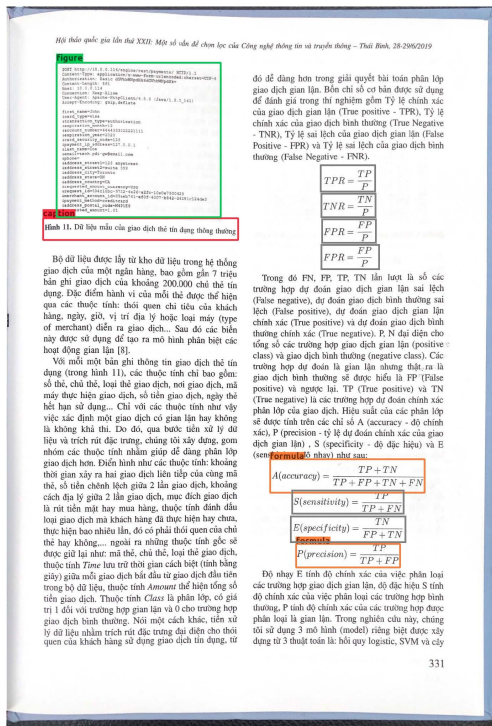 Hội thảo quốc gia lần thứ XXII: Một số vấn đề chọn lọc của Công nghệ thông tin và truyền thông – Thái Bình, 28-29/6/2019
figure
POST http://10.0.0.114/engine/rest/payments/ HTTP/1.1
Host: 10.0.0.114
Connection: Keep-Alive
Accept-Encoding: gzip,deflate
first_name=John
caption
Hình 11. Dữ liệu mẫu của giao dịch thẻ tín dụng thông thường
Bộ dữ liệu được lấy từ kho dữ liệu trong hệ thống
giao dịch của một ngân hàng, bao gồm gần 7 triệu
bản ghi giao dịch của khoảng 200.000 chủ thẻ tín
dụng. Đặc điểm hành vi của mỗi thẻ được thể hiện
qua các thuộc tính: thói quen chi tiêu của khách
hàng, ngày, giờ, vị trí địa lý hoặc loại máy (type
of merchant) diễn ra giao dịch... Sau đó các biến
này được sử dụng để tạo ra mô hình phân biệt các
hoạt động gian lận [8].
Với mỗi một bản ghi thông tin giao dịch thẻ tín
dụng (trong hình 11), các thuộc tính chỉ bao gồm:
số thẻ, chủ thẻ, loại thẻ giao dịch, nơi giao dịch, mã
máy thực hiện giao dịch, số tiền giao dịch, ngày thẻ
hết hạn sử dụng... Chỉ với các thuộc tính như vậy
việc xác định một giao dịch có gian lận hay không
là không khả thi. Do đó, qua bước tiền xử lý dữ
liệu và trích rút đặc trưng, chúng tôi xây dựng, gom
nhóm các thuộc tính nhằm giúp dễ dàng phân lớp
giao dịch hơn. Điển hình như các thuộc tính: khoảng
thời gian xảy ra hai giao dịch liên tiếp của cùng mã
thẻ, số tiền chênh lệch giữa 2 lần giao dịch, khoảng
cách địa lý giữa 2 lần giao dịch, mục đích giao dịch
là rút tiền mặt hay mua hàng, thuộc tính đánh dấu
loại giao dịch mà khách hàng đã thực hiện hay chưa,
thực hiện bao nhiêu lần, đó có phải thói quen của chủ
thẻ hay không,... ngoài ra những thuộc tính gốc sẽ
được giữ lại như: mã thẻ, chủ thẻ, loại thẻ giao dịch,
thuộc tính Time lưu trữ thời gian cách biệt (tính bằng
giây) giữa mỗi giao dịch bắt đầu từ giao dịch đầu tiên
trong bộ dữ liệu, thuộc tính Amount thể hiện tổng số
tiền giao dịch. Thuộc tính Class là phân lớp, có giá
trị 1 đối với trường hợp gian lận và 0 cho trường hợp
giao dịch bình thường. Nói một cách khác, tiền xử
lý dữ liệu nhằm trích rút đặc trưng đại diện cho thói
quen của khách hàng sử dụng giao dịch tín dụng, từ
đó dễ dàng hơn trong giải quyết bài toán phân lớp
giao dịch gian lận. Bốn chỉ số cơ bản được sử dụng
để đánh giá trong thí nghiệm gồm Tỷ lệ chính xác
của giao dịch gian lận (True positive - TPR), Tỷ lệ
chính xác của giao dịch bình thường (True Negative
- TNR), Tỷ lệ sai lệch của giao dịch gian lận (False
Positive - FPR) và Tỷ lệ sai lệch của giao dịch bình
thường (False Negative - FNR).
TPR = TP / P
TNR = TN / P
FPR = FP / P
FPR = FP / P
Trong đó FN, FP, TP, TN lần lượt là số các
trường hợp dự đoán giao dịch gian lận sai lệch
(False negative), dự đoán giao dịch bình thường sai
lệch (False positive), dự đoán giao dịch gian lận
chính xác (True positive) và dự đoán giao dịch bình
thường chính xác (True negative). P, N đại diện cho
tổng số các trường hợp giao dịch gian lận (positive
class) và giao dịch bình thường (negative class). Các
trường hợp dự đoán là gian lận nhưng thật ra là
giao dịch bình thường sẽ được hiểu là FP (False
positive) và ngược lại. TP (True positive) và TN
(True negative) là các trường hợp dự đoán chính xác
phân lớp của giao dịch. Hiệu suất của các phân lớp
sẽ được tính trên các chỉ số A (accuracy - độ chính
xác), P (precision - tỷ lệ dự đoán chính xác của giao
dịch gian lận) , S (specificity - độ đặc hiệu) và E
formula độ nhạy) như sau:
A(accuracy) = TP + TN / TP + FP + TN + FN
S(sensitivity) = TP / TP + FN
E(specificity) = TN / FP + TN
formula
P(precision) = TP / TP + FP
Độ nhạy E tính độ chính xác của việc phân loại
các trường hợp giao dịch gian lận, độ đặc hiệu S tính
độ chính xác của việc phân loại các trường hợp bình
thường, P tính độ chính xác của các trường hợp được
phân loại là gian lận. Trong nghiên cứu này, chúng
tôi sử dụng 3 mô hình (model) riêng biệt được xây
dựng từ 3 thuật toán là: hồi quy logistic, SVM và cây
331